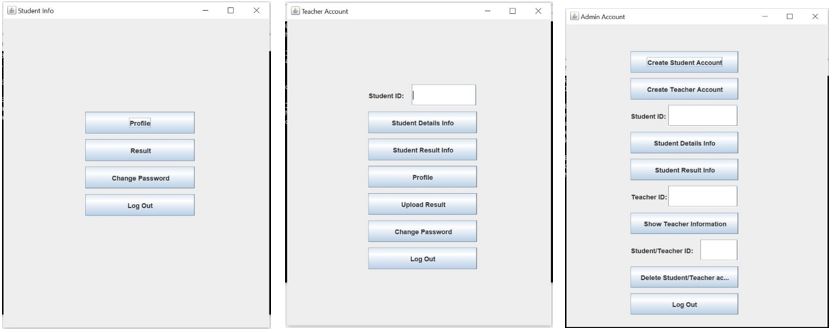 Student Info
Profile
Result
Change Password
Log Out
Teacher Account
Student ID:
Student Details Info
Student Result Info
Profile
Upload Result
Change Password
Log Out
Admin Account
Create Student Account
Create Teacher Account
Student ID:
Student Details Info
Student Result Info
Teacher ID:
Show Teacher Information
Student/Teacher ID:
Delete Student/Teacher ac...
Log Out